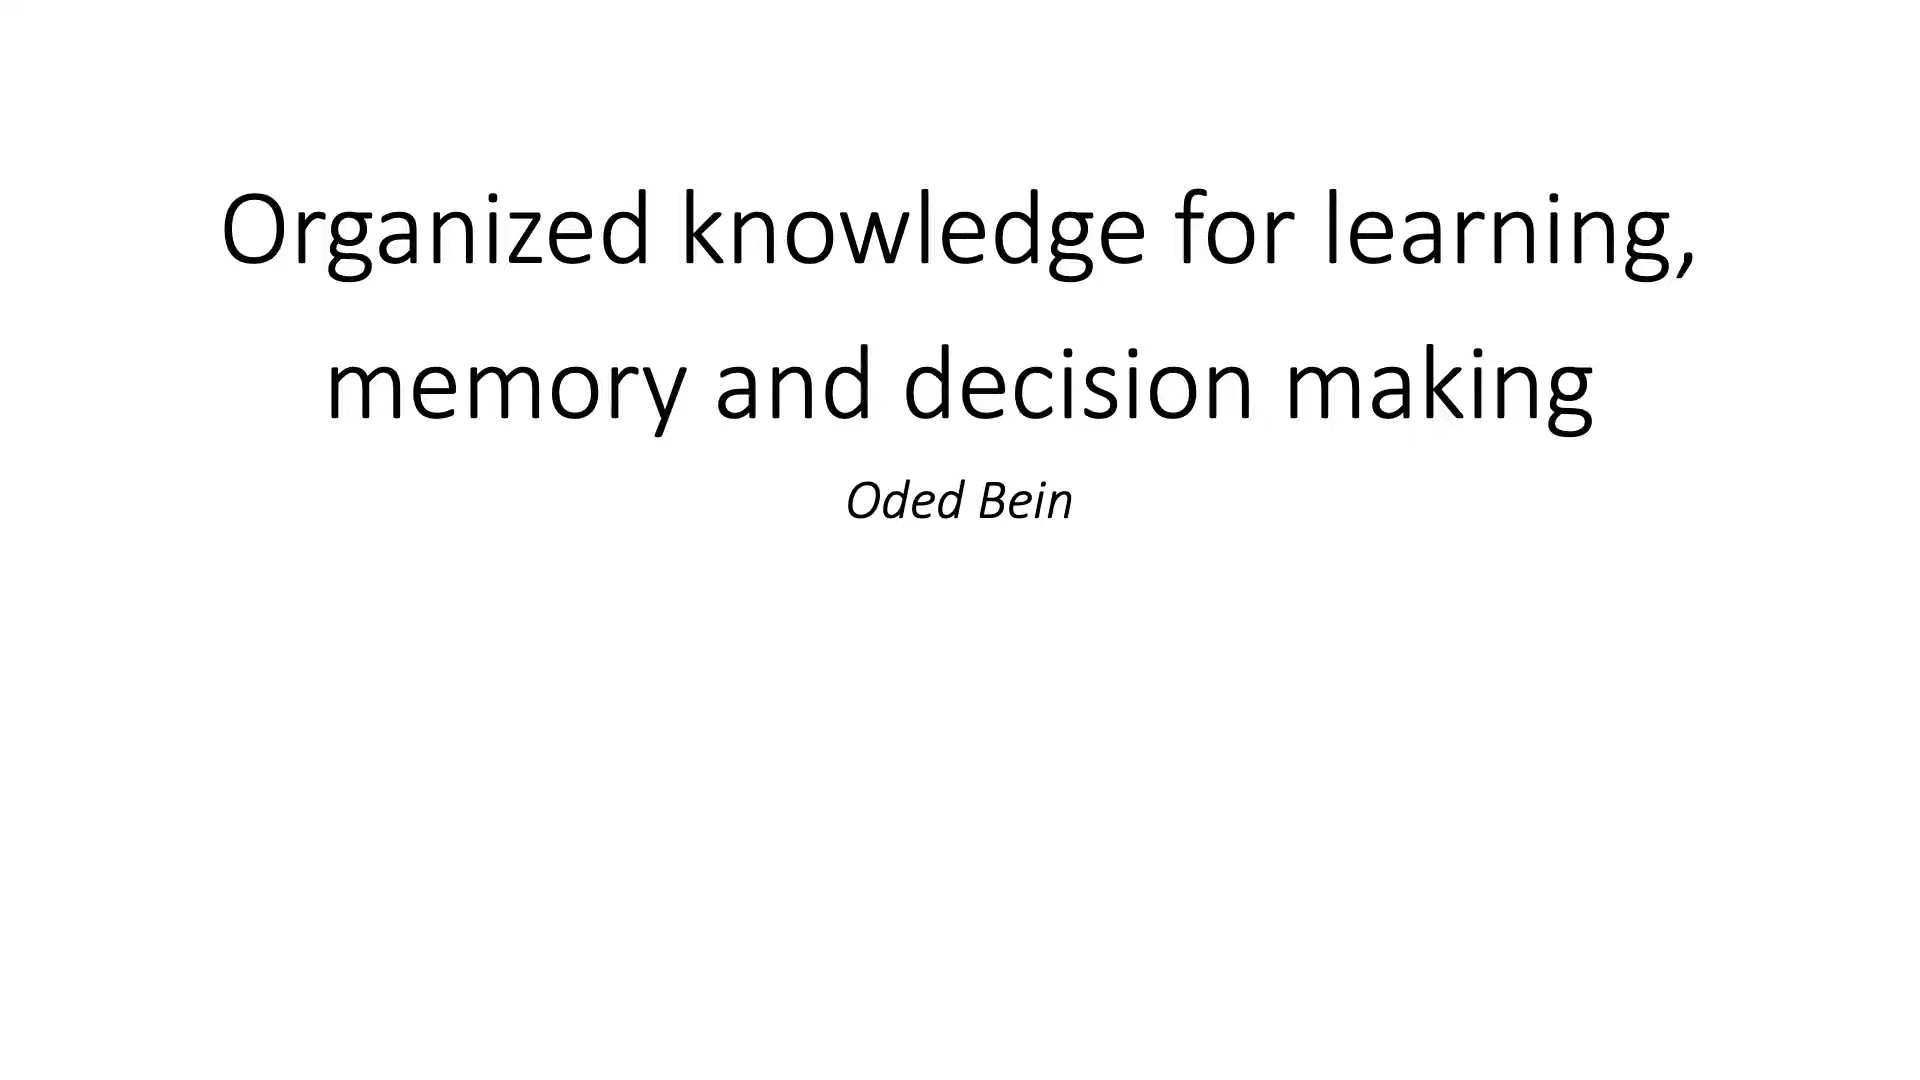 Organized knowledge for learning,
memory and decision making
Oded Bein